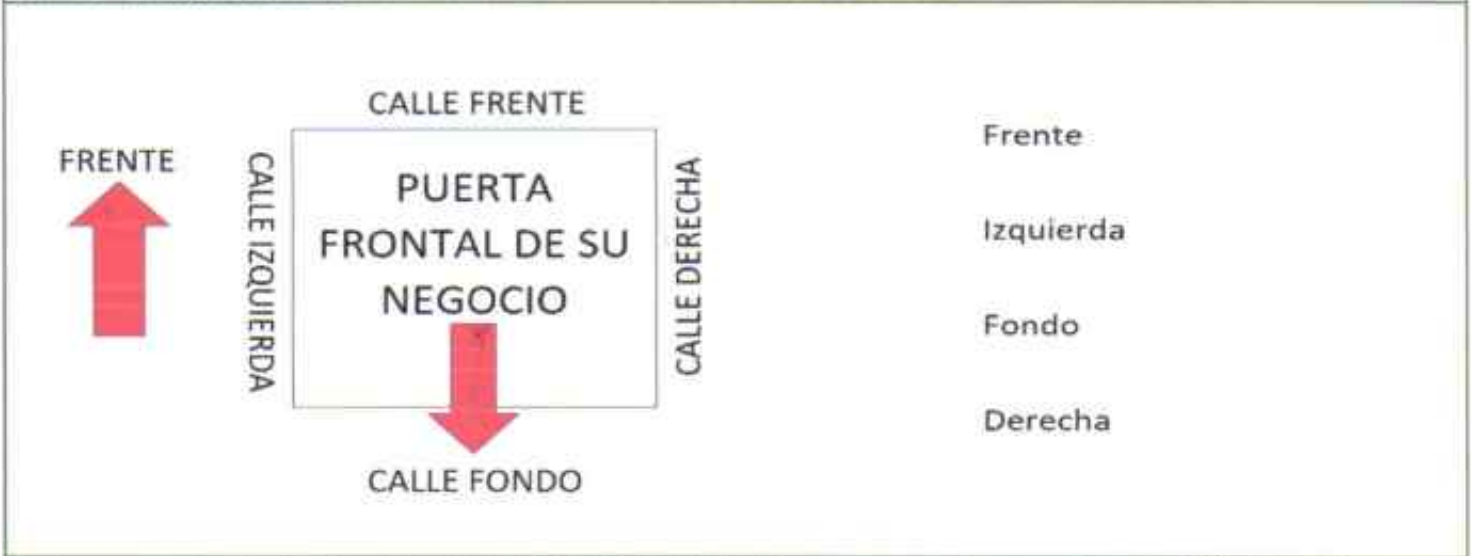 CALLE FRENTE
FRENTE
CALLE IZQUIERDA
PUERTA
FRONTAL DE SU
NEGOCIO
CALLE DERECHA
CALLE FONDO
Frente
Izquierda
Fondo
Derecha